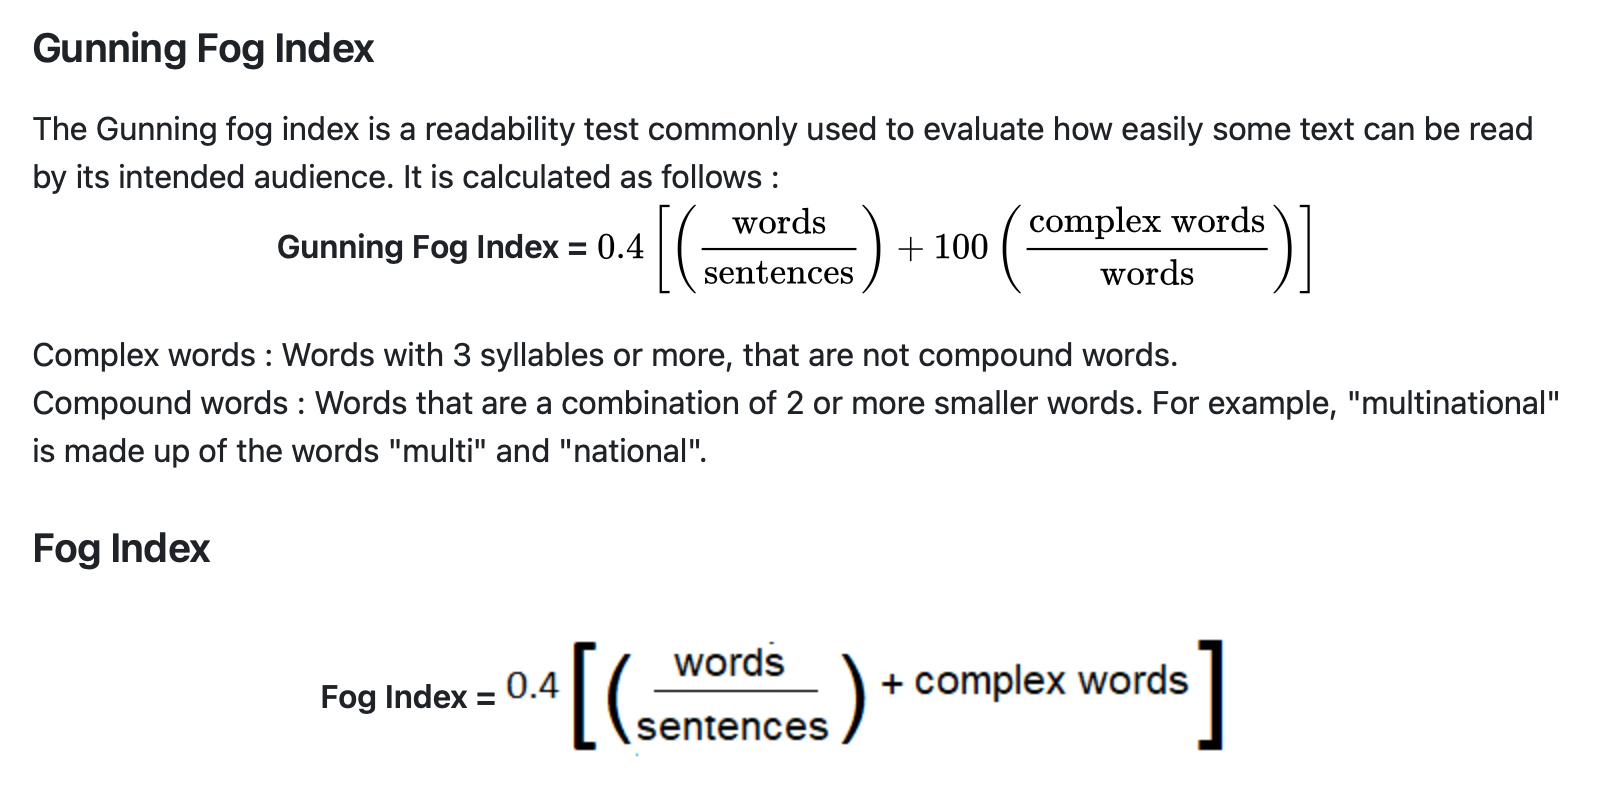 Gunning Fog Index
The Gunning fog index is a readability test commonly used to evaluate how easily some text can be read
by its intended audience. It is calculated as follows :
Gunning Fog Index = 0.4 [(words/sentences) + 100 (complex words/words)]
Complex words : Words with 3 syllables or more, that are not compound words.
Compound words : Words that are a combination of 2 or more smaller words. For example, "multinational"
is made up of the words "multi" and "national".
Fog Index
Fog Index = 0.4 [(words/sentences) + complex words]